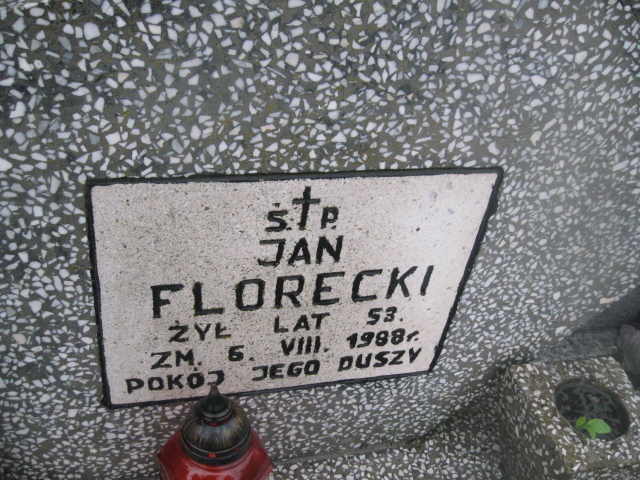 Ś.†P.
JAN
FLORECKI
ŻYŁ LAT 53.
ZM. 6. VIII. 1988r.
POKÓJ JEGO DUSZY